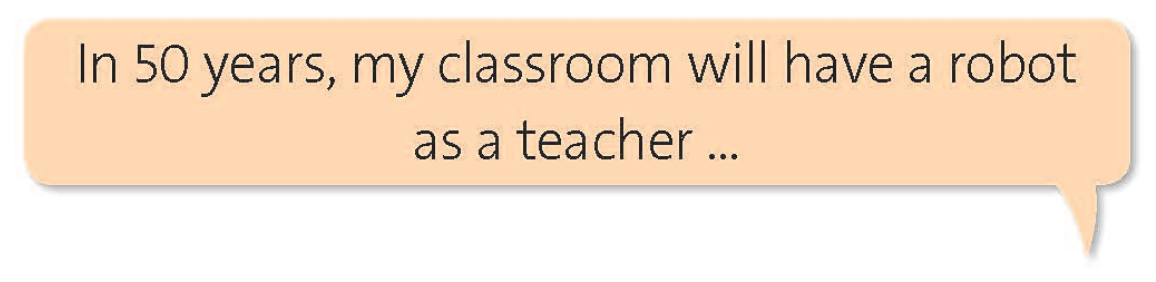 In 50 years, my classroom will have a robot
as a teacher ...